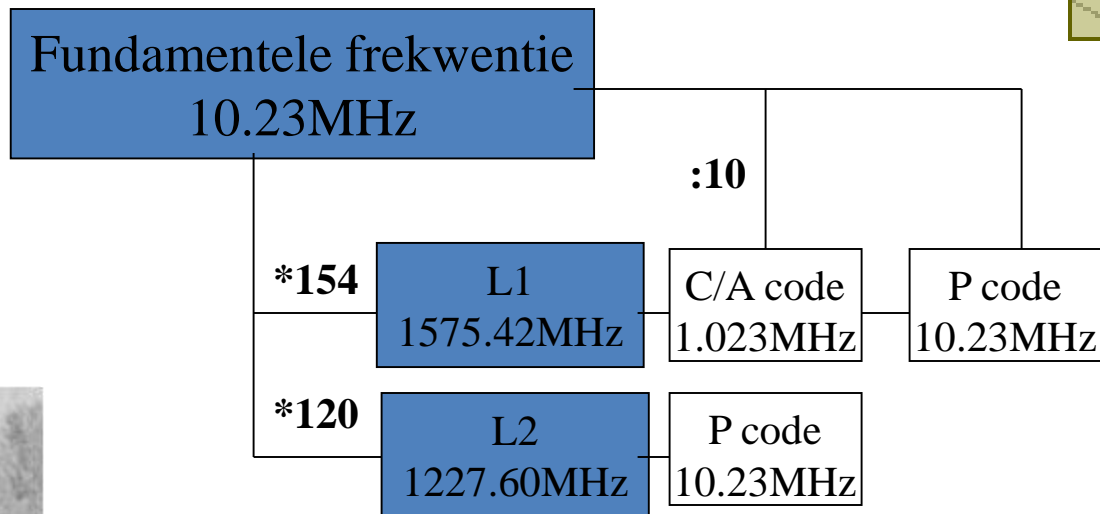 Fundamentele frekwentie
10.23MHz
:10
*154
L1
1575.42MHz
C/A code
1.023MHz
P code
10.23MHz
*120
L2
1227.60MHz
P code
10.23MHz